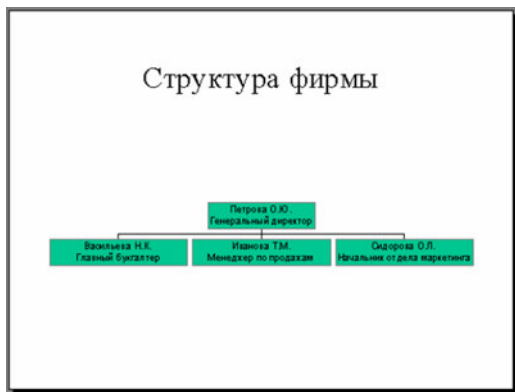 Структура фирмы
Петрова О.Ю.
Генеральный директор
Васильева Н.К.
Главный бухгалтер
Иванова Т.М.
Менеджер по продажам
Сидорова О.Л.
Начальник отдела маркетинга